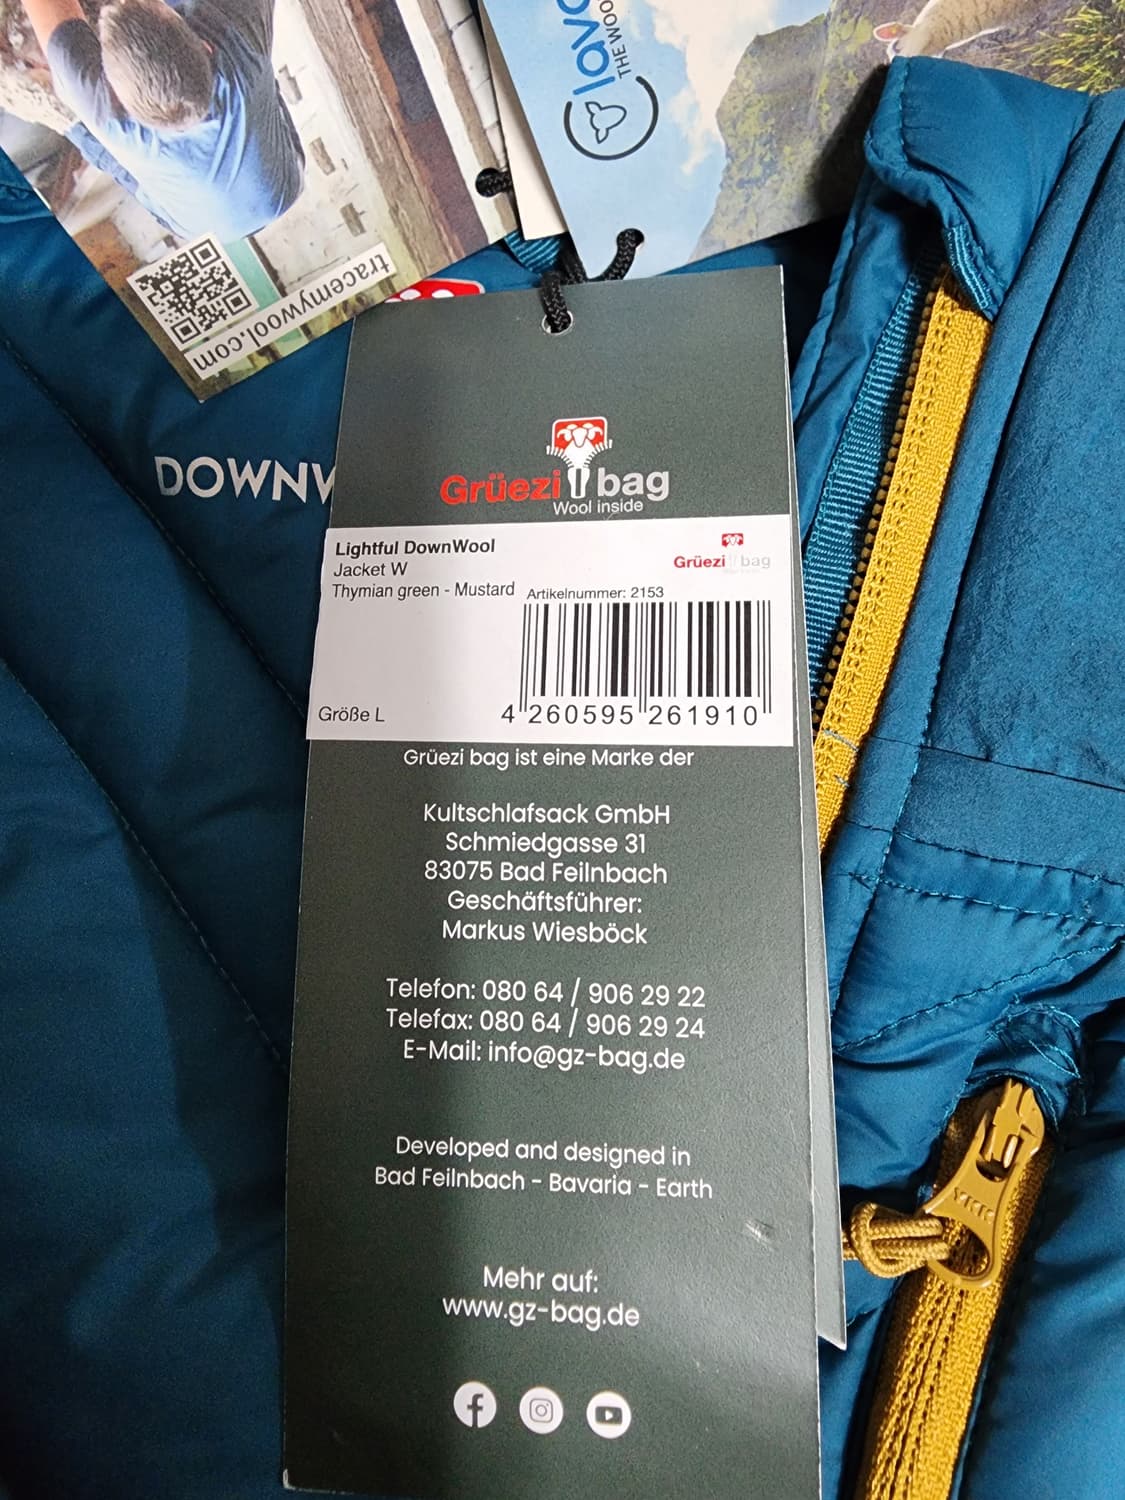 THE WOO
tracemywool.com
DOWNW
Grüezi bag
Wool inside
Lightful DownWool
Jacket W
Thymian green - Mustard
Grüezi bag
Artikelnummer: 2153
Größe L
4 260595 261910
Grüezi bag ist eine Marke der
Kultschlafsack GmbH
Schmiedgasse 31
83075 Bad Feilnbach
Geschäftsführer:
Markus Wiesböck
Telefon: 080 64 / 906 29 22
Telefax: 080 64 / 906 29 24
E-Mail: info@gz-bag.de
Developed and designed in
Bad Feilnbach - Bavaria - Earth
Mehr auf:
www.gz-bag.de
YKK